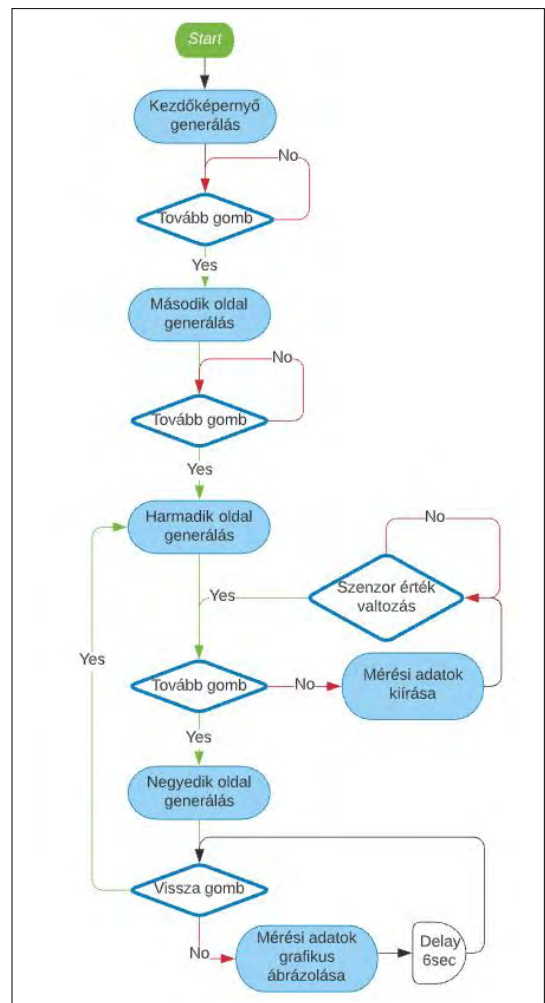 Start
Kezdőképernyő
generálás
No
Tovább gomb
Yes
Második oldal
generálás
No
Tovább gomb
Yes
Harmadik oldal
generálás
No
Szenzor érték
valtozás
Yes
Yes
Tovább gomb
No
Mérési adatok
kiírása
Yes
Negyedik oldal
generálás
Vissza gomb
No
Mérési adatok
grafikus
ábrázolása
Delay
6sec